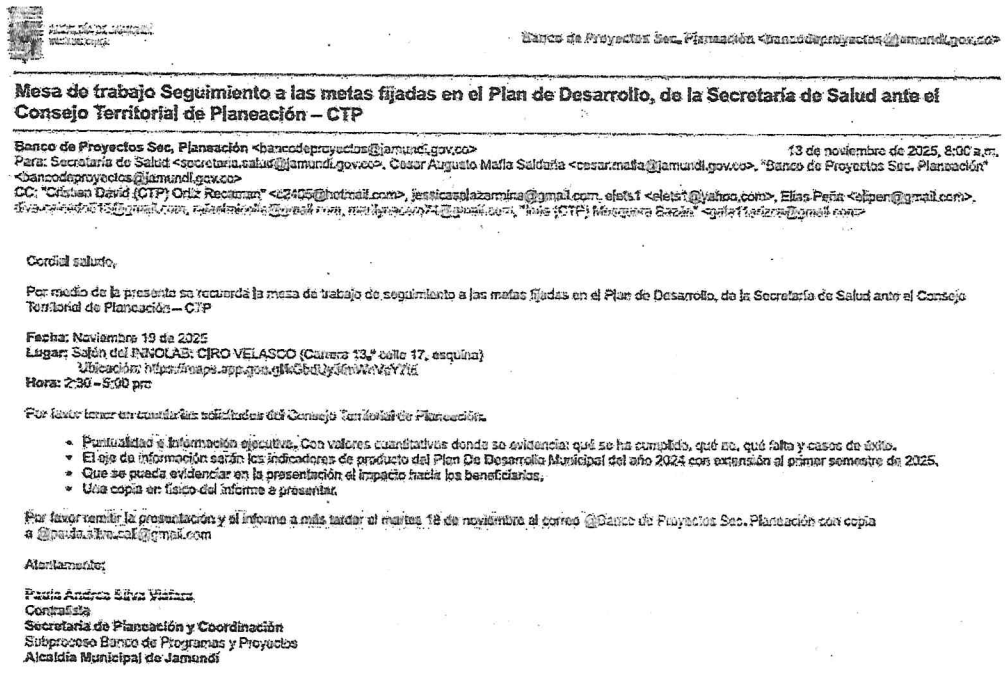 Banco de Proyectos Sec. Planeación <bancodeproyectos@jamundi.gov.co>
Mesa de trabajo Seguimiento a las metas fijadas en el Plan de Desarrollo, de la Secretaría de Salud ante el
Consejo Territorial de Planeación – CTP
Banco de Proyectos Sec. Planeación <bancodeproyectos@jamundi.gov.co>
13 de noviembre de 2025, 8:00 a.m.
Para: Secretaría de Salud <secretaria.salud@jamundi.gov.co>, Cesar Augusto Mafla Saldaña <cesar.mafla@jamundi.gov.co>, "Banco de Proyectos Sec. Planeación"
<bancodeproyectos@jamundi.gov.co>
CC: "Cristian David (CTP) Ortiz Recaman" <c2405@hotmail.com>, jessicasplazarmina@gmail.com, elets1 <elets1@yahoo.com>, Elias Peña <eliper@gmail.com>,
Cordial saludo,
Por medio de la presente se recuerda la mesa de trabajo de seguimiento a las metas fijadas en el Plan de Desarrollo, de la Secretaría de Salud ante el Consejo
Territorial de Planeación – CTP
Fecha: Noviembre 19 de 2025
Lugar: Salón del INNOLAB: CIRO VELASCO (Carrera 13, calle 17, esquina)
Ubicación:
Hora: 2:30 – 5:00 pm
Por favor tener en cuenta las solicitudes del Consejo Territorial de Planeación.
• Puntualidad e información ejecutiva. Con valores cuantitativos donde se evidencia: qué se ha cumplido, qué no, qué falta y casos de éxito.
• El eje de información serán los indicadores de producto del Plan De Desarrollo Municipal del año 2024 con extensión al primer semestre de 2025.
• Que se pueda evidenciar en la presentación el impacto hacia los beneficiarios.
• Una copia en físico del informe a presentar.
Por favor remitir la presentación y el informe a más tardar el martes 18 de noviembre al correo @Banco de Proyectos Sec. Planeación con copia
a @paula.silva.cali@gmail.com
Atentamente;
Paula Andrea Silva Viafara
Contratista
Secretaria de Planeación y Coordinación
Subproceso Banco de Programas y Proyectos
Alcaldía Municipal de Jamundí